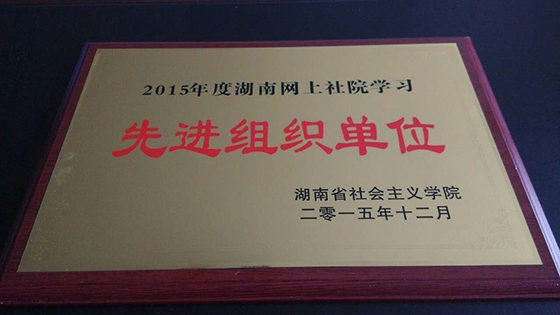 2015年度湖南网上社院学习
先进组织单位
湖南省社会主义学院
二零一五年十二月